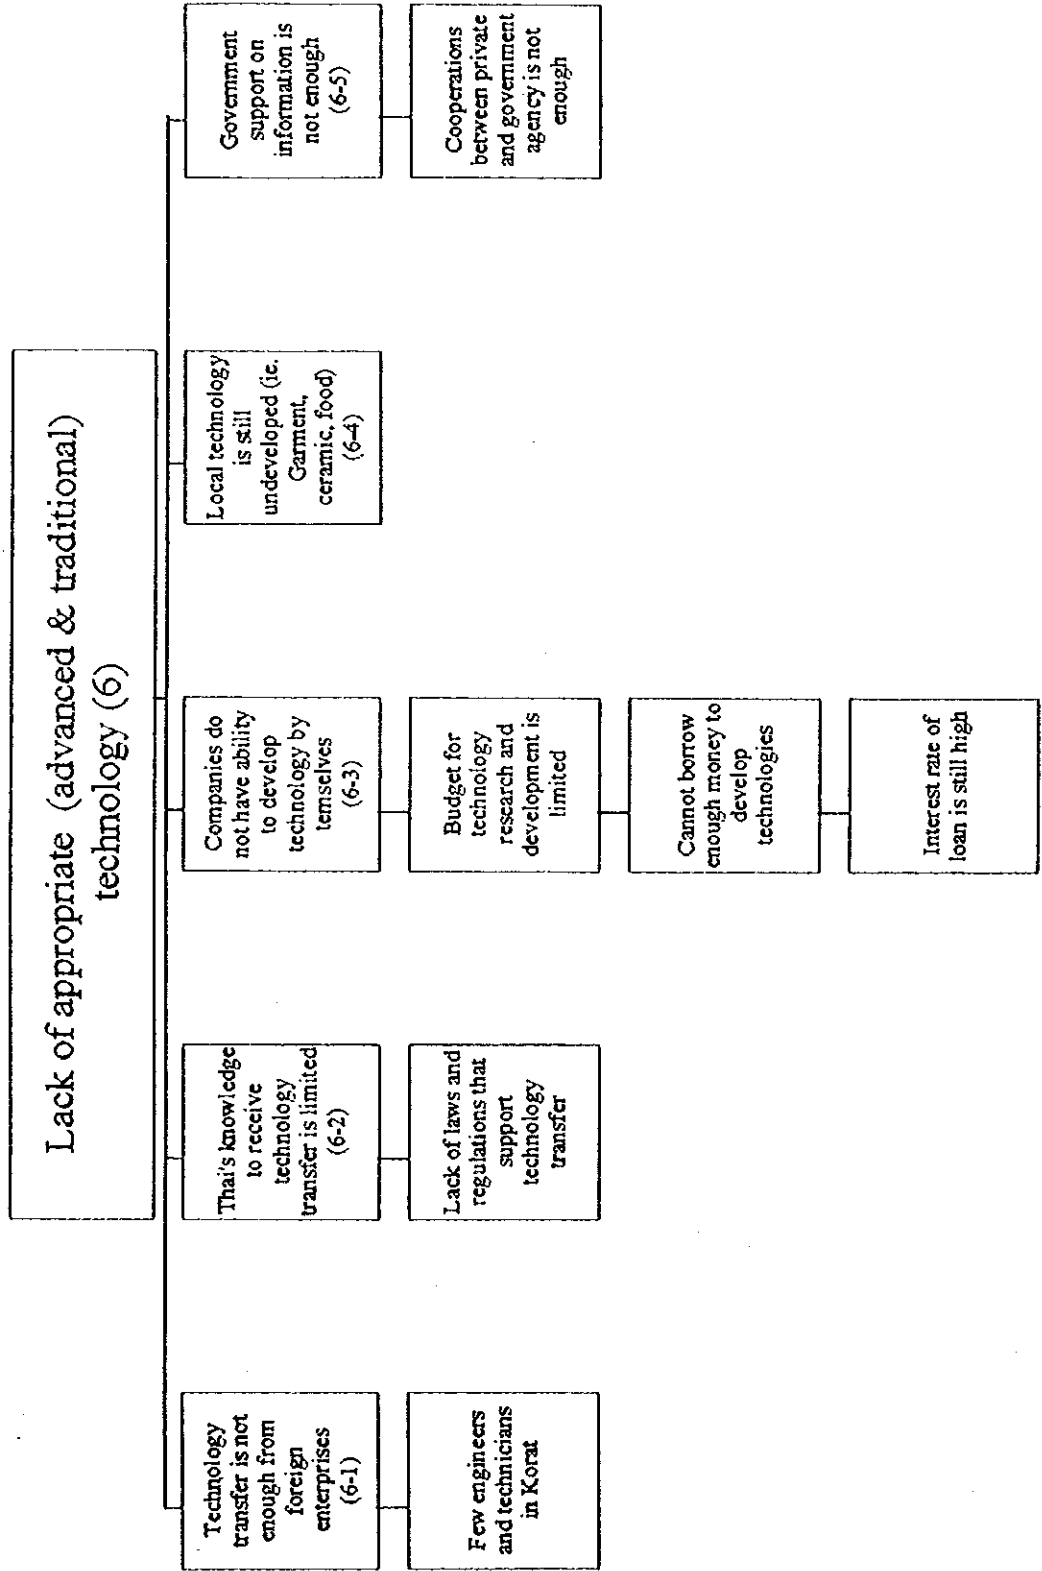 Lack of appropriate (advanced & traditional)
technology (6)
Technology
transfer is not
enough from
foreign
enterprises
(6-1)
Few engineers
and technicians
in Korat
Thai's knowledge
to receive
technology
transfer is limited
(6-2)
Lack of laws and
regulations that
support
technology
transfer
Companies do
not have ability
to develop
technology by
temselves
(6-3)
Budget for
technology
research and
development is
limited
Cannot borrow
enough money to
develop
technologies
Interest rate of
loan is still high
Local technology
is still
undeveloped (ie.
Garment,
ceramic, food)
(6-4)
Government
support on
information is
not enough
(6-5)
Cooperations
between private
and government
agency is not
enough